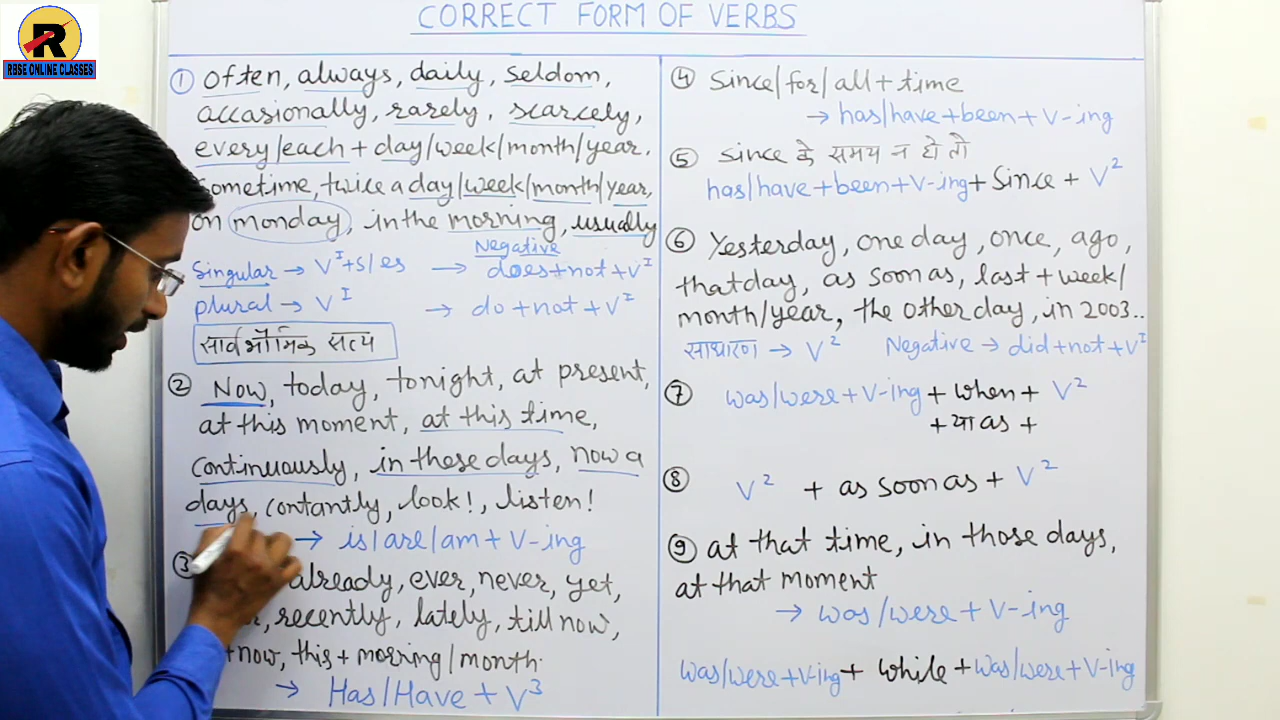 R
RBSE ONLINE CLASSES
CORRECT FORM OF VERBS
① Often, always, daily, seldom,
accasionally, rarely, scarcely,
every/each + day/week/month/year.
sometime, twice a day/week/month/year,
on monday, in the morning, usually
Negative
Singular → V¹+s/es → does+not+V¹
plural → V¹ → do+not+V¹
सार्वभौमिक सत्य
② Now, today, tonight, at present,
at this moment, at this time,
continuously, in these days, now a
days, contantly, look!, listen!
→ is/are/am + V-ing
③ already, ever, never, yet,
recently, lately, till now,
now, this + morring/month.
→ Has/Have + V³
④ Since/for/all + time
→ has/have+been+V-ing
⑤ since के समय न हो तो
has/have+been+V-ing+Since+V²
⑥ Yesterday, one day, once, ago,
that day, as soon as, last + week/
month/year, the other day, in 2003..
साधारण → V² Negative → did+not+V¹
⑦ was/were+V-ing+when+V²
+या as +
⑧ V² + as soon as + V²
⑨ at that time, in those days,
at that moment
→ was/were + V-ing
was/were+V-ing+while+was/were+V-ing